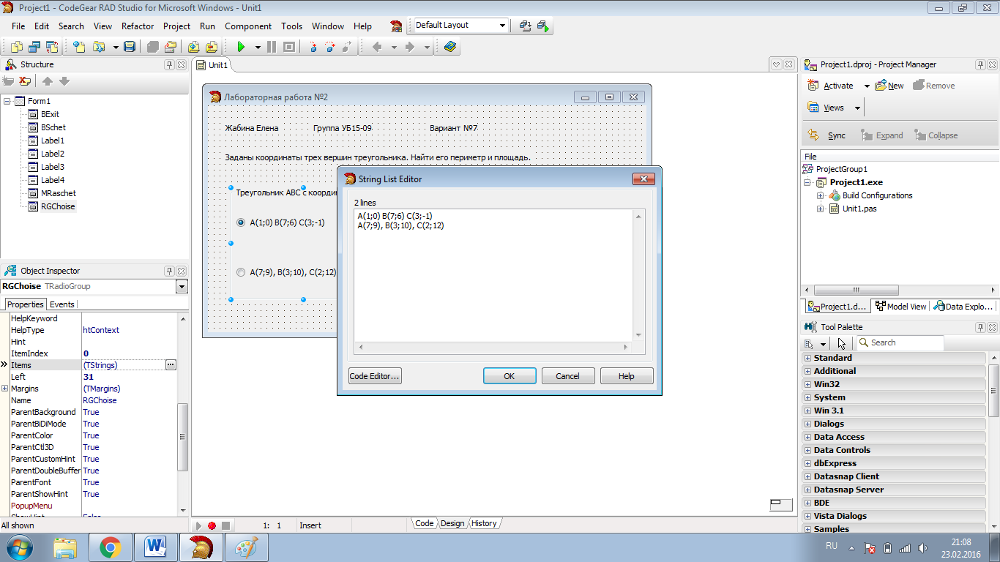 Project1 - CodeGear RAD Studio for Microsoft Windows - Unit1
File Edit Search View Refactor Project Run Component Tools Window Help
Default Layout
Structure
Form1
BExit
BSchet
Label1
Label2
Label3
Label4
MRaschet
RGChoise
Object Inspector
RGChoise TRadioGroup
Properties Events
HelpKeyword
HelpType htContext
Hint
ItemIndex 0
Items (TStrings)
Left 31
Margins (TMargins)
Name RGChoise
ParentBackground True
ParentBiDiMode True
ParentColor True
ParentCtl3D True
ParentCustomHint True
ParentDoubleBuffer True
ParentFont True
ParentShowHint True
PopupMenu
ShowHint False
All shown
Unit1
Лабораторная работа №2
Жабина Елена Группа УБ15-09 Вариант №7
Заданы координаты трех вершин треугольника. Найти его периметр и площадь.
Треугольник ABC с коорди
A(1;0) B(7;6) C(3;-1)
A(7;9), B(3;10), C(2;12)
String List Editor
2 lines
A(1;0) B(7;6) C(3;-1)
A(7;9), B(3;10), C(2;12)
Code Editor... OK Cancel Help
1: 1 Insert Code Design History
Project1.dproj - Project Manager
Activate New Remove
Views
Sync Expand Collapse
File
ProjectGroup1
Project1.exe
Build Configurations
Unit1.pas
Project1.d... Model View Data Explo...
Tool Palette
Search
Standard
Additional
Win32
System
Win 3.1
Dialogs
Data Access
Data Controls
dbExpress
Datasnap Client
Datasnap Server
BDE
Vista Dialogs
Samples
RU
21:08
23.02.2016